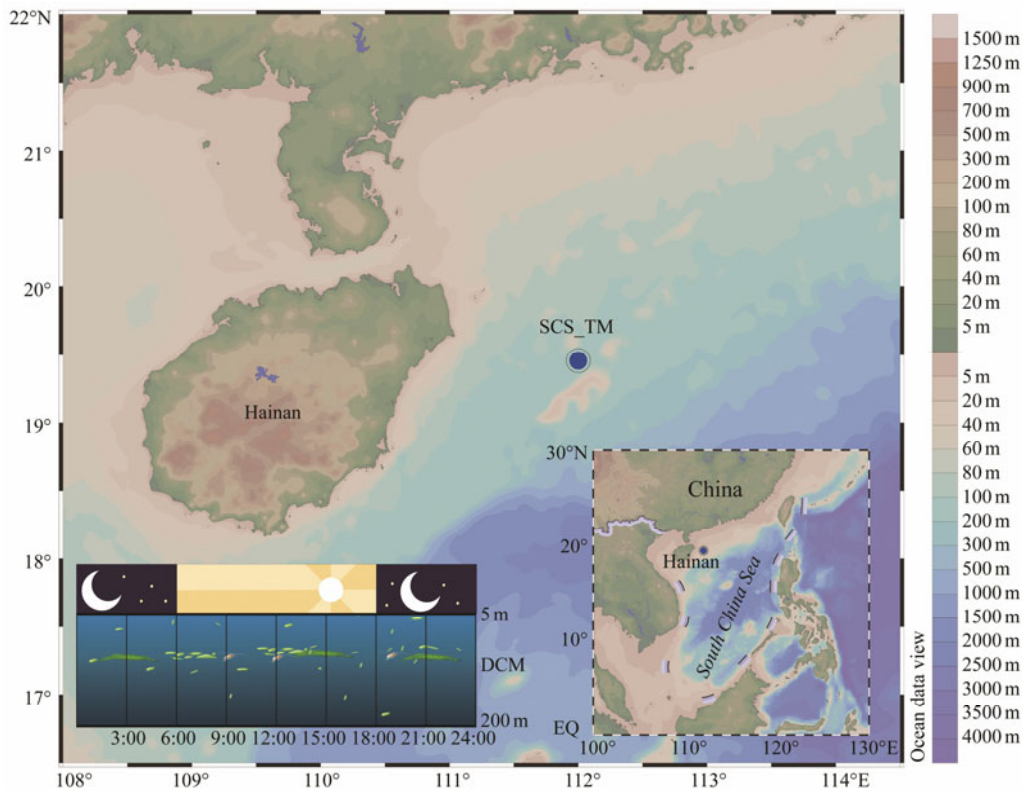 22°N
21°
20°
19°
18°
17°
108°
109°
110°
111°
112°
113°
114°E
SCS_TM
Hainan
5 m
DCM
200 m
3:00
6:00
9:00
12:00
15:00
18:00
21:00
24:00
30°N
20°
10°
EQ
100°
110°
120°
130°E
China
Hainan
South China Sea
Ocean data view
1500 m
1250 m
900 m
700 m
500 m
300 m
200 m
100 m
80 m
60 m
40 m
20 m
5 m
5 m
20 m
40 m
60 m
80 m
100 m
200 m
300 m
500 m
1000 m
1500 m
2000 m
2500 m
3000 m
3500 m
4000 m